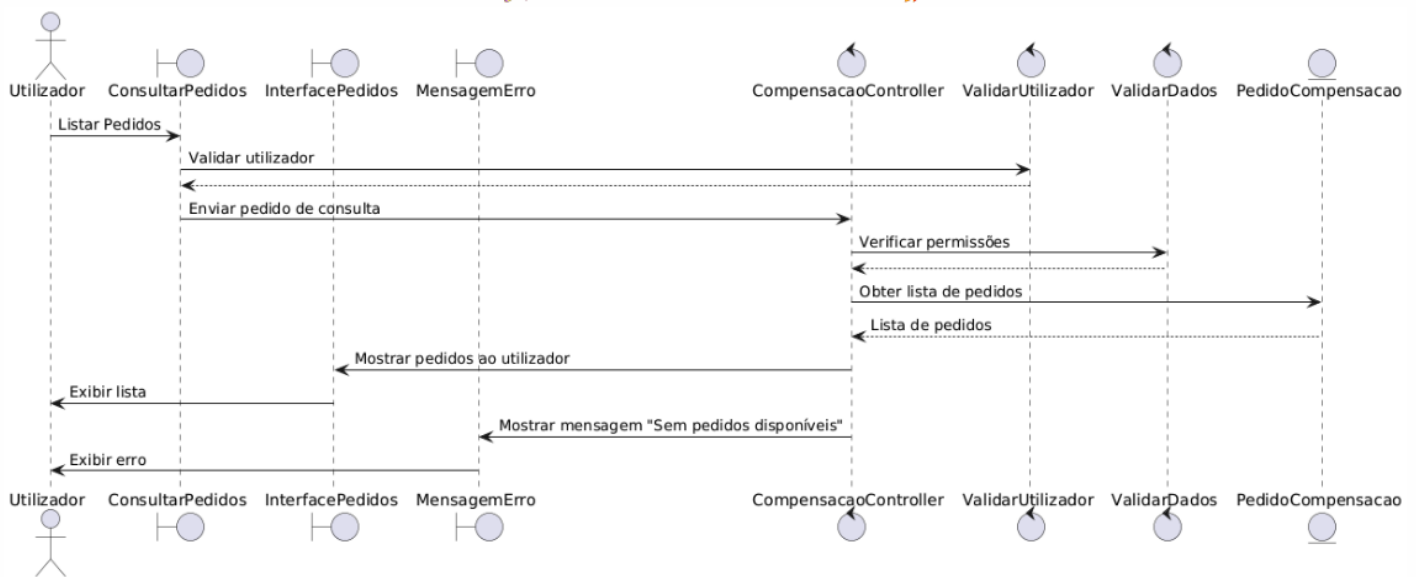 Utilizador ConsultarPedidos InterfacePedidos MensagemErro CompensacaoController ValidarUtilizador ValidarDados PedidoCompensacao
Listar Pedidos
Validar utilizador
Enviar pedido de consulta
Verificar permissões
Obter lista de pedidos
Lista de pedidos
Mostrar pedidos ao utilizador
Exibir lista
Mostrar mensagem "Sem pedidos disponíveis"
Exibir erro
Utilizador ConsultarPedidos InterfacePedidos MensagemErro CompensacaoController ValidarUtilizador ValidarDados PedidoCompensacao